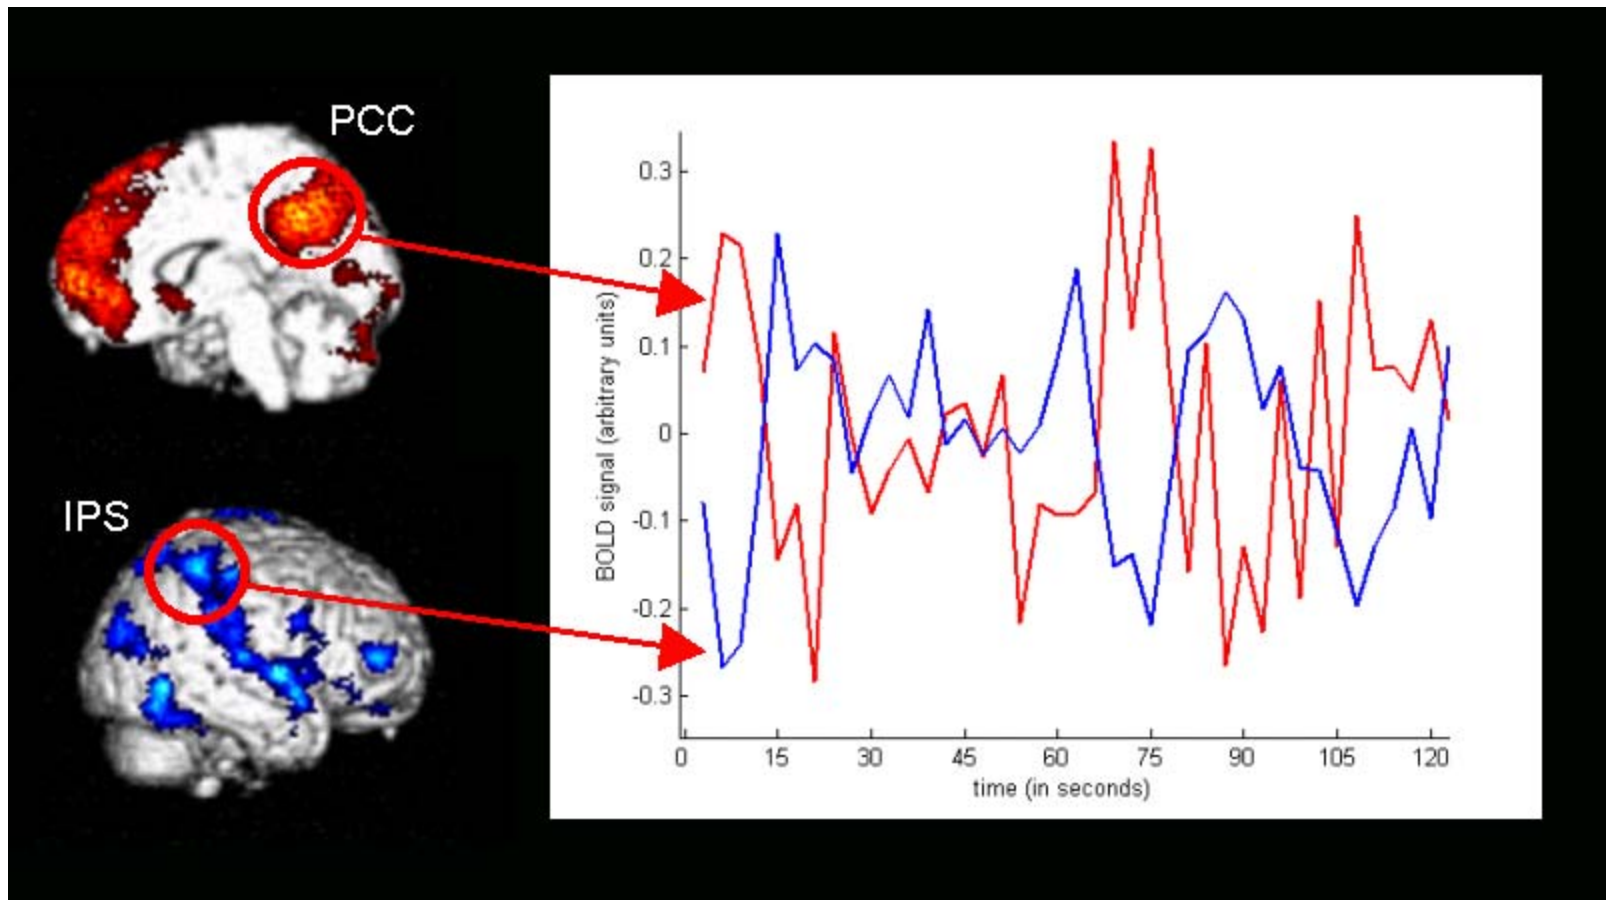 PCC
IPS
BOLD signal (arbitrary units)
0.3
0.2
0.1
0
-0.1
-0.2
-0.3
0 15 30 45 60 75 90 105 120
time (in seconds)